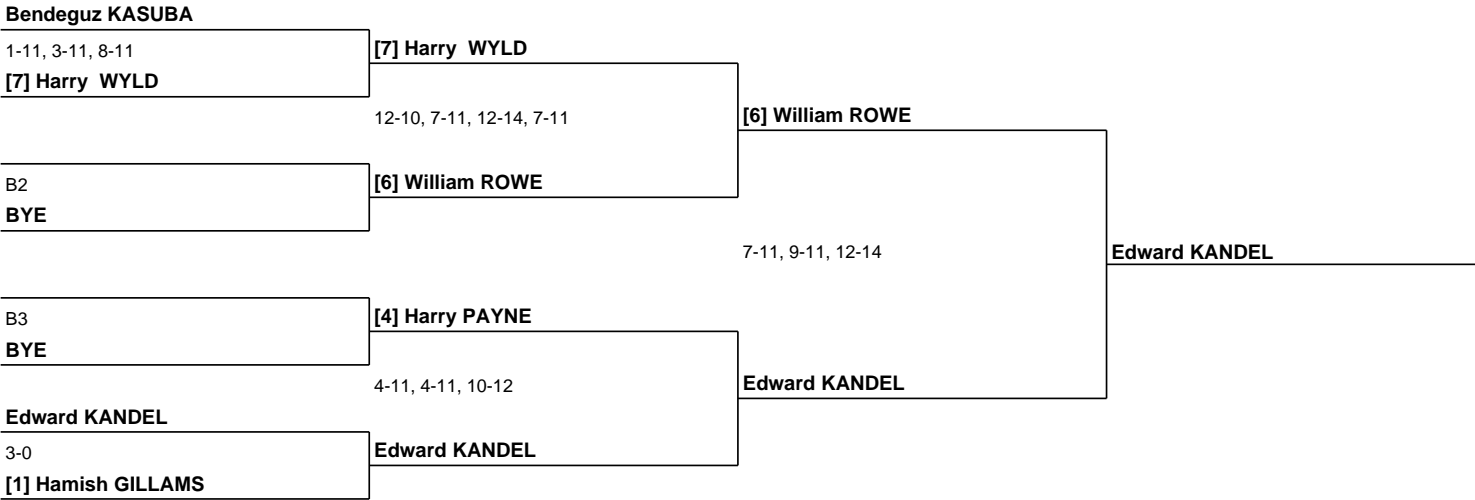 Bendeguz KASUBA
1-11, 3-11, 8-11
[7] Harry WYLD
[7] Harry WYLD
12-10, 7-11, 12-14, 7-11
[6] William ROWE
B2
[6] William ROWE
BYE
7-11, 9-11, 12-14
Edward KANDEL
B3
[4] Harry PAYNE
BYE
4-11, 4-11, 10-12
Edward KANDEL
Edward KANDEL
3-0
Edward KANDEL
[1] Hamish GILLAMS